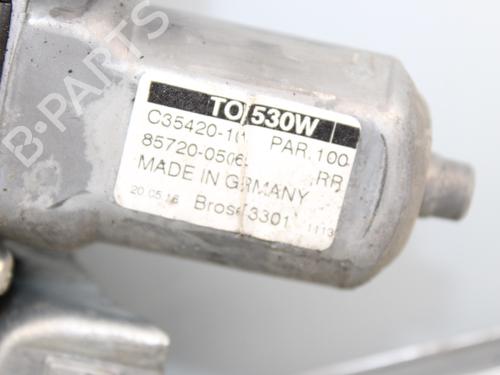 TO 530W
C35420-10 PAR.100
85720-0506 RR
MADE IN GERMANY
20.05.16 Brose 3301 1113
B-PARTS